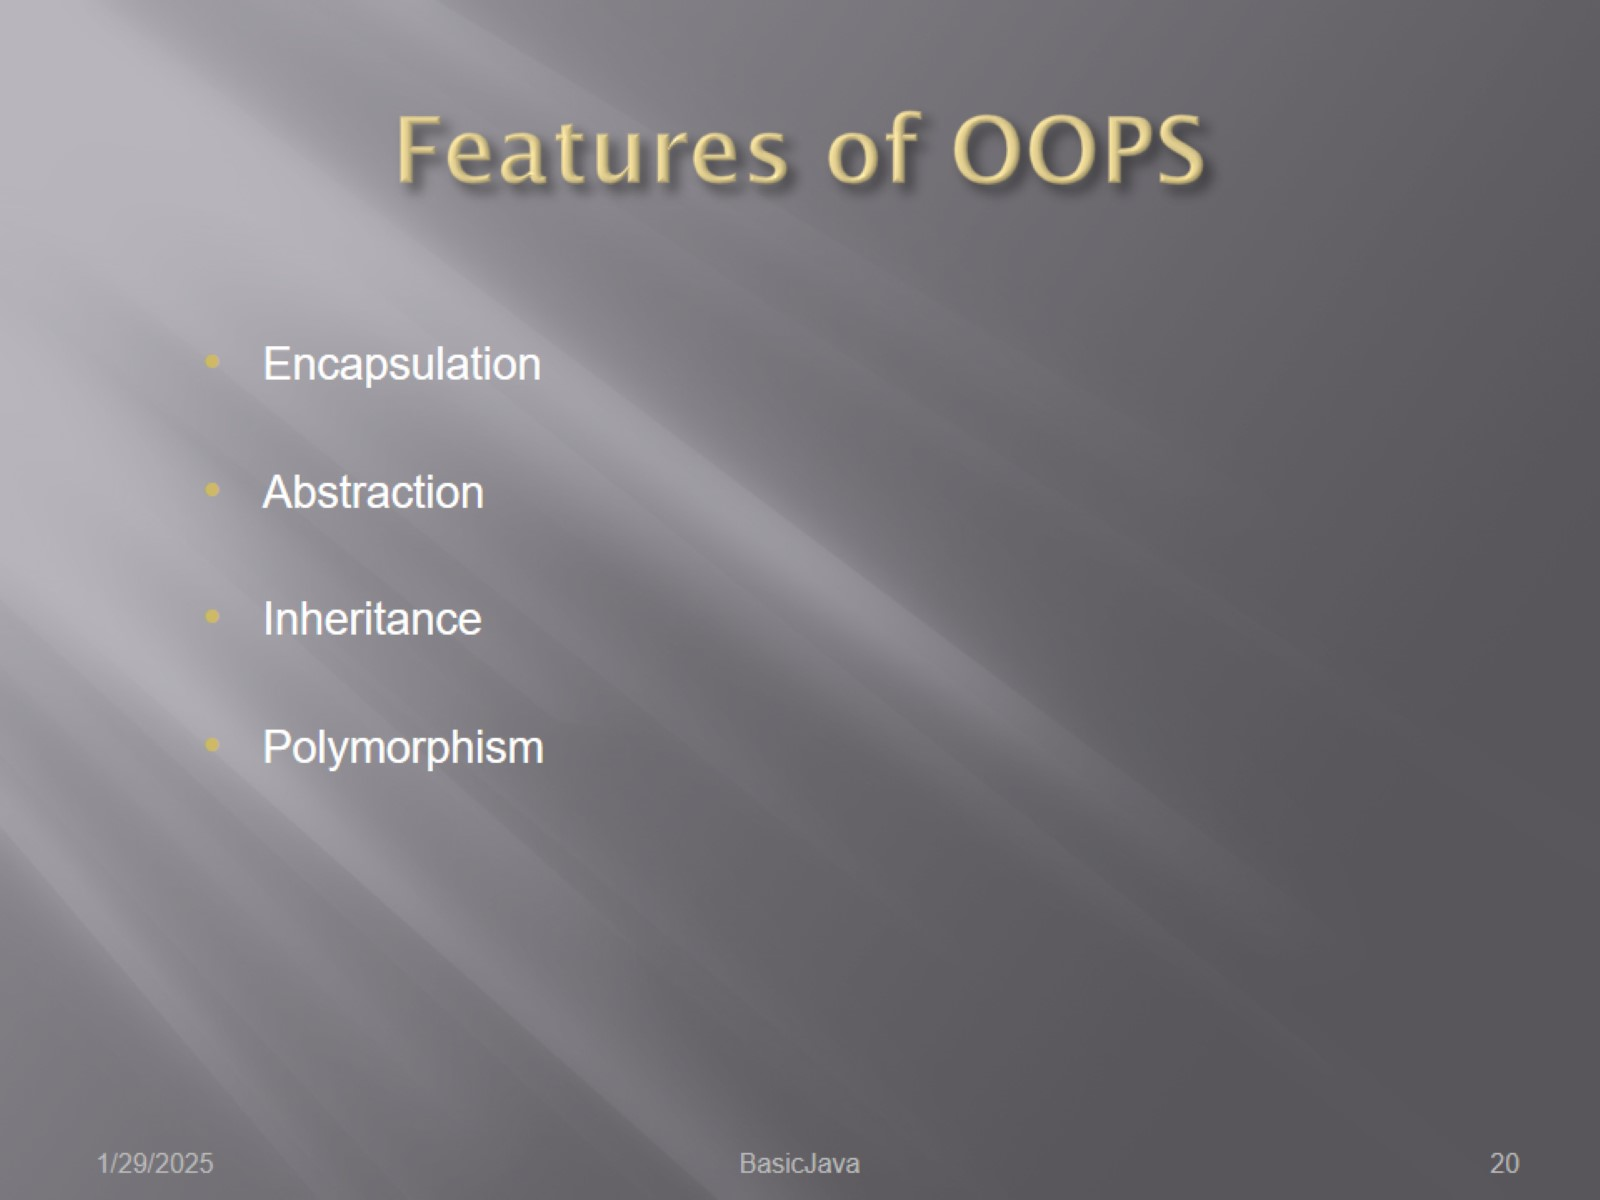 Features of OOPS
• Encapsulation
• Abstraction
• Inheritance
• Polymorphism
1/29/2025
BasicJava
20